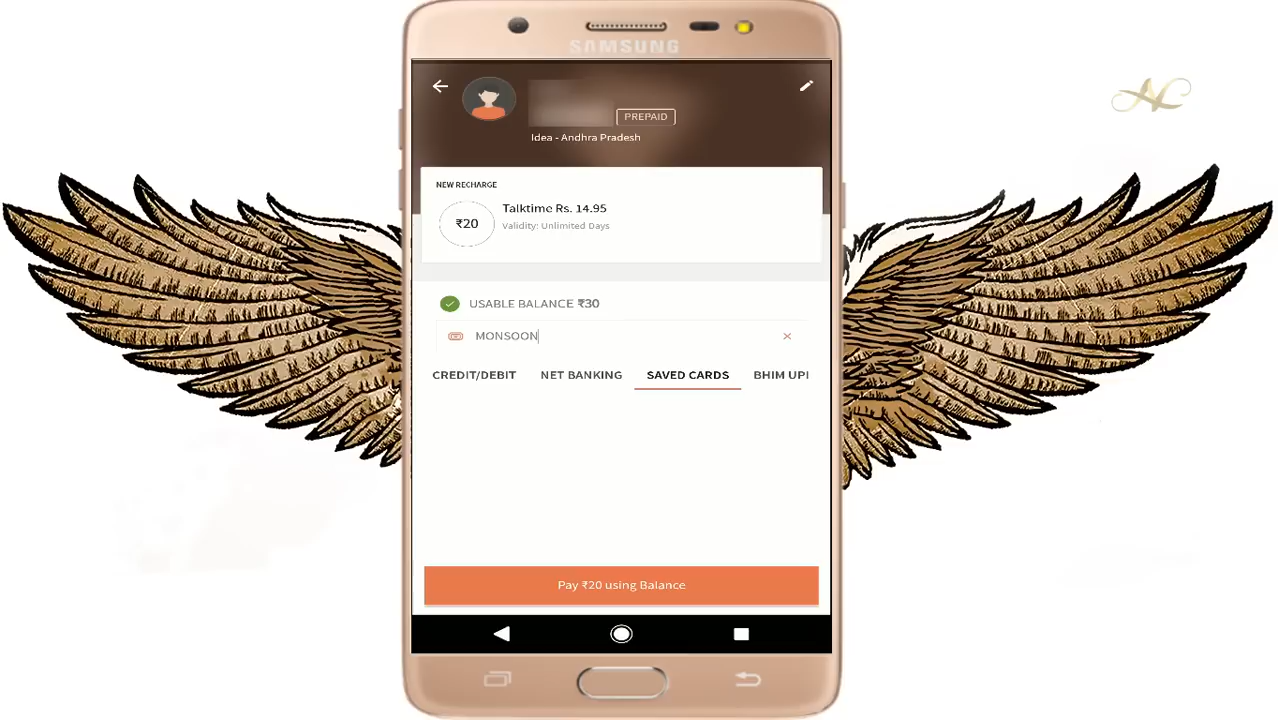 SAMSUNG
PREPAID
Idea - Andhra Pradesh
NEW RECHARGE
₹20
Talktime Rs. 14.95
Validity: Unlimited Days
USABLE BALANCE ₹30
MONSOON
CREDIT/DEBIT NET BANKING SAVED CARDS BHIM UPI
Pay ₹20 using Balance